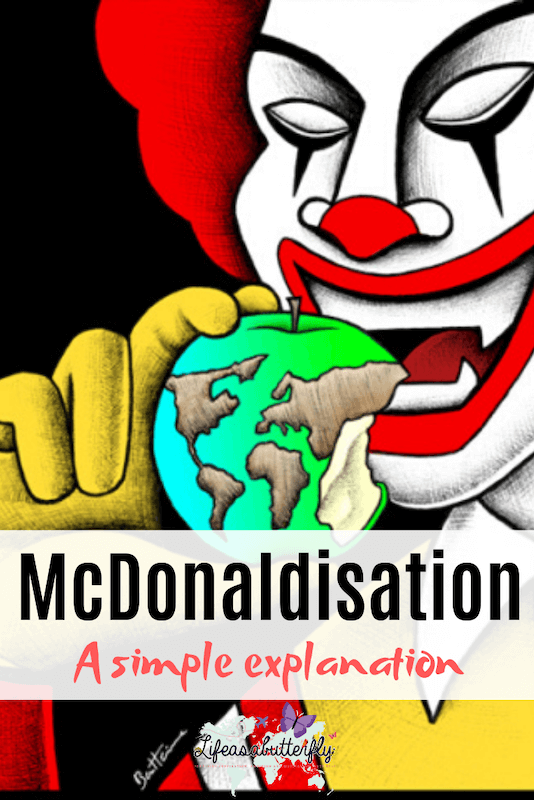 McDonaldisation
A simple explanation
Lifeasabutterfly